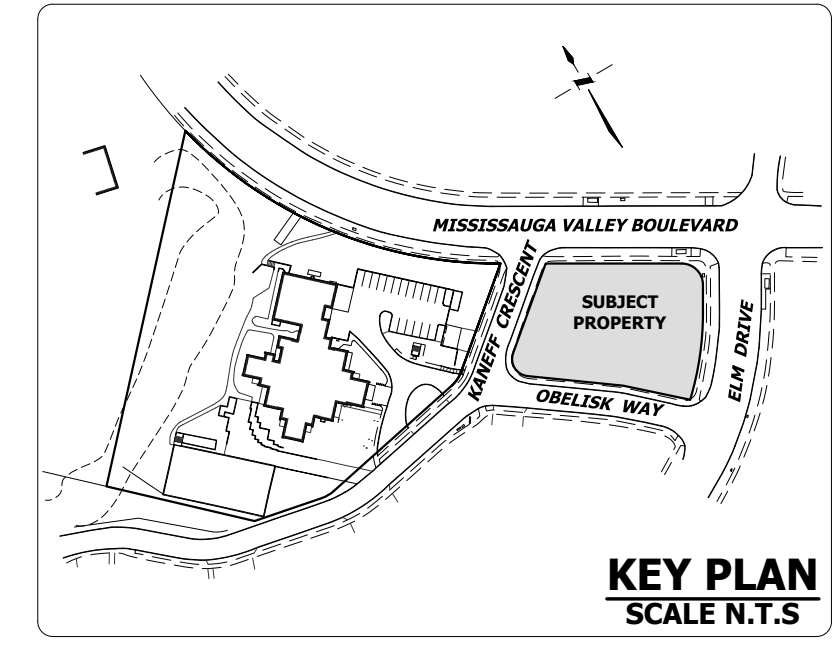 MISSISSAUGA VALLEY BOULEVARD
KANEFF CRESCENT
SUBJECT
PROPERTY
ELM DRIVE
OBELISK WAY
KEY PLAN
SCALE N.T.S